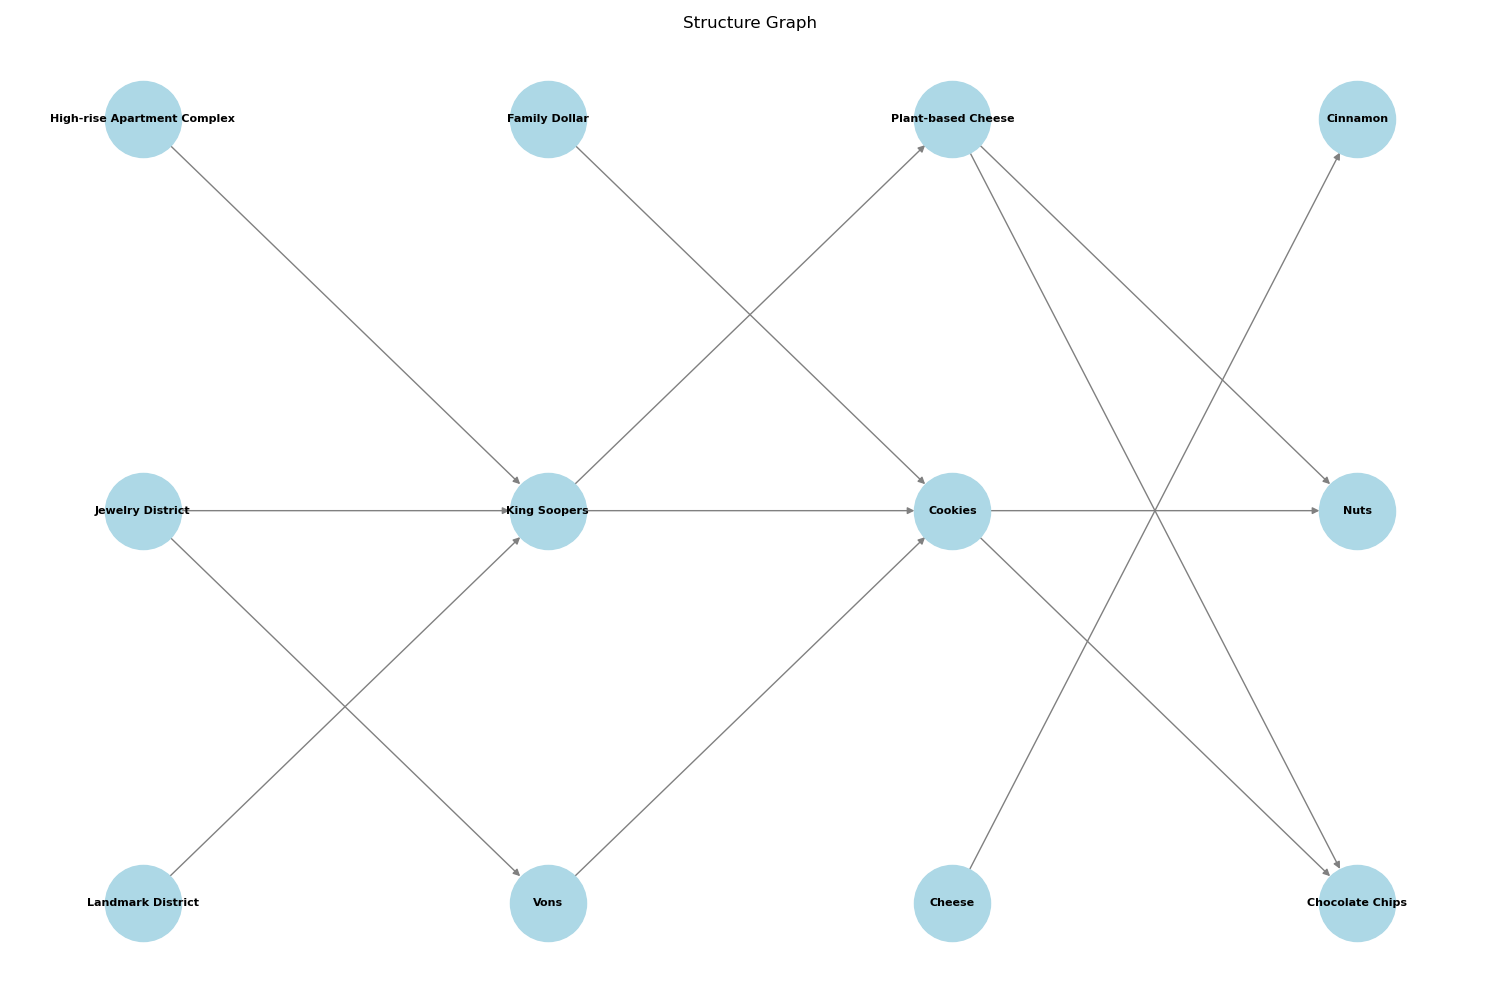 Structure Graph
High-rise Apartment Complex
Family Dollar
Plant-based Cheese
Cinnamon
Jewelry District
King Soopers
Cookies
Nuts
Landmark District
Vons
Cheese
Chocolate Chips